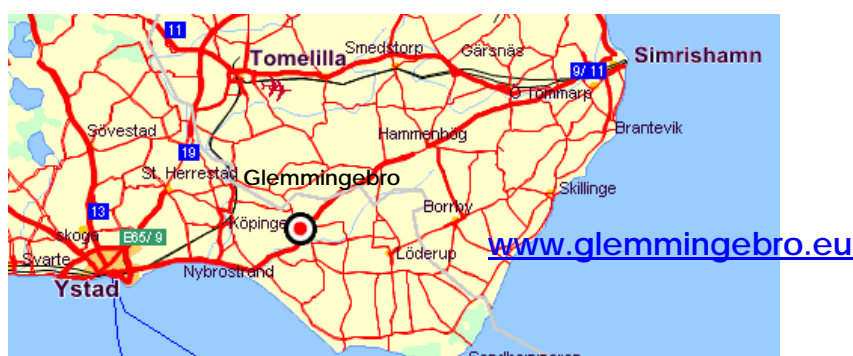 11
Tomelilla
Smedstorp
Gärsnäs
Simrishamn
9/11
Ö Tommarp
Sövestad
Hammenhög
Brantevik
19
St. Herrestad
Glemmingebro
Skillinge
13
Köpinge
Borrby
skoga
E65/9
Svarte
Löderup
www.glemmingebro.eu
Nybrostrand
Ystad